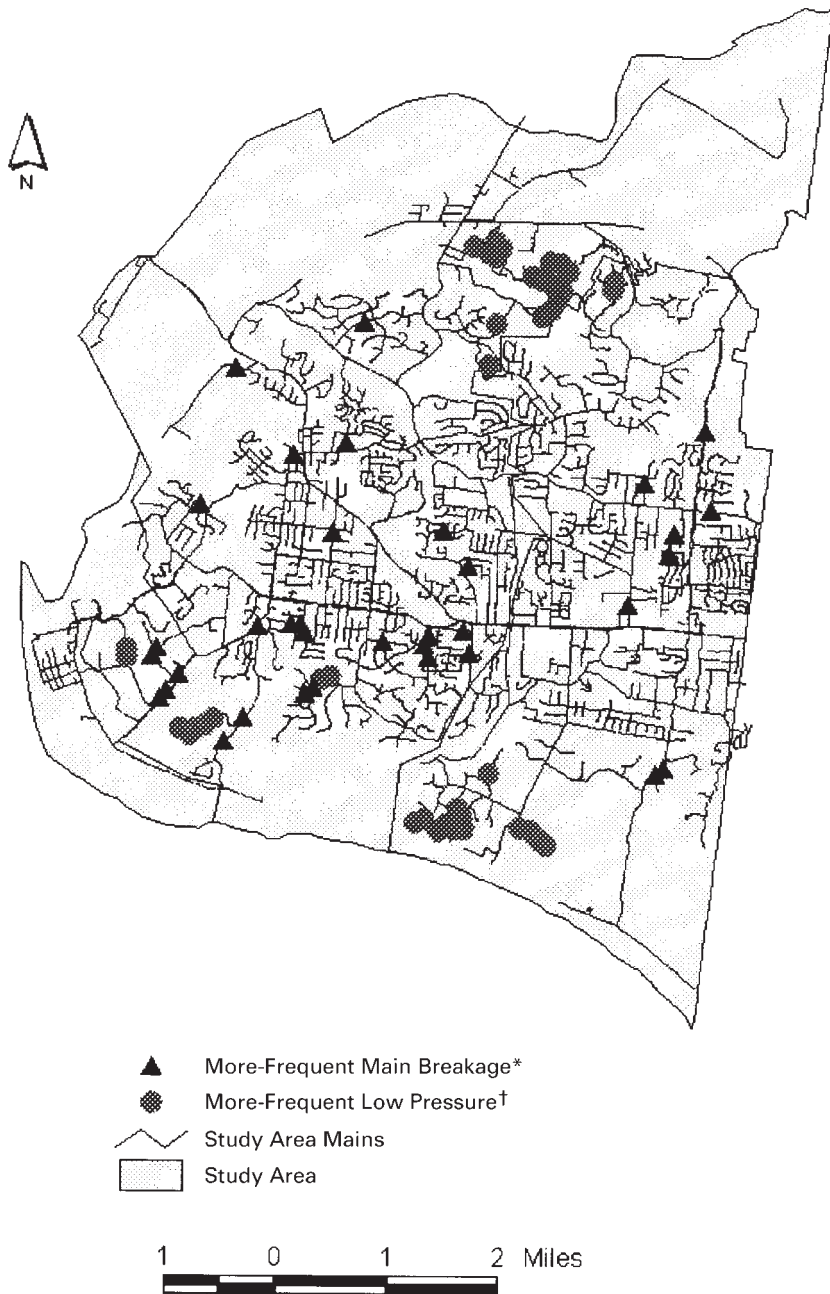 N
More-Frequent Main Breakage*
More-Frequent Low Pressure†
Study Area Mains
Study Area
1 0 1 2 Miles